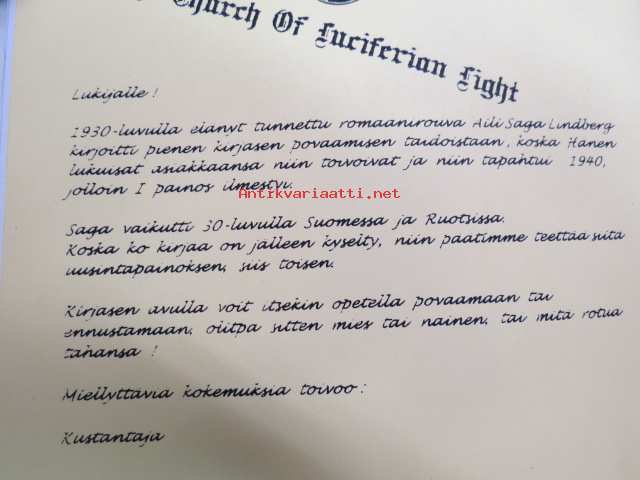 Church Of Luciferian Light
Lukijalle!
1930-luvulla elänyt tunnettu romaanirouva Aili Saga Lindberg
kirjoitti pienen kirjasen povaamisen taidoistaan, koska Hänen
lukuisat asiakkaansa niin toivoivat ja niin tapahtui 1940,
jolloin I painos ilmestyi.
Antikvariaatti.net
Saga vaikutti 30-luvulla Suomessa ja Ruotsissa.
Koska ko kirjaa on jälleen kyselty, niin päätimme teettää siitä
uusintapainoksen, siis toisen.
Kirjasen avulla voit itsekin opetella povaamaan tai
ennustamaan, olitpa sitten mies tai nainen, tai mitä rotua
tahansa!
Miellyttäviä kokemuksia toivoo:
Kustantaja